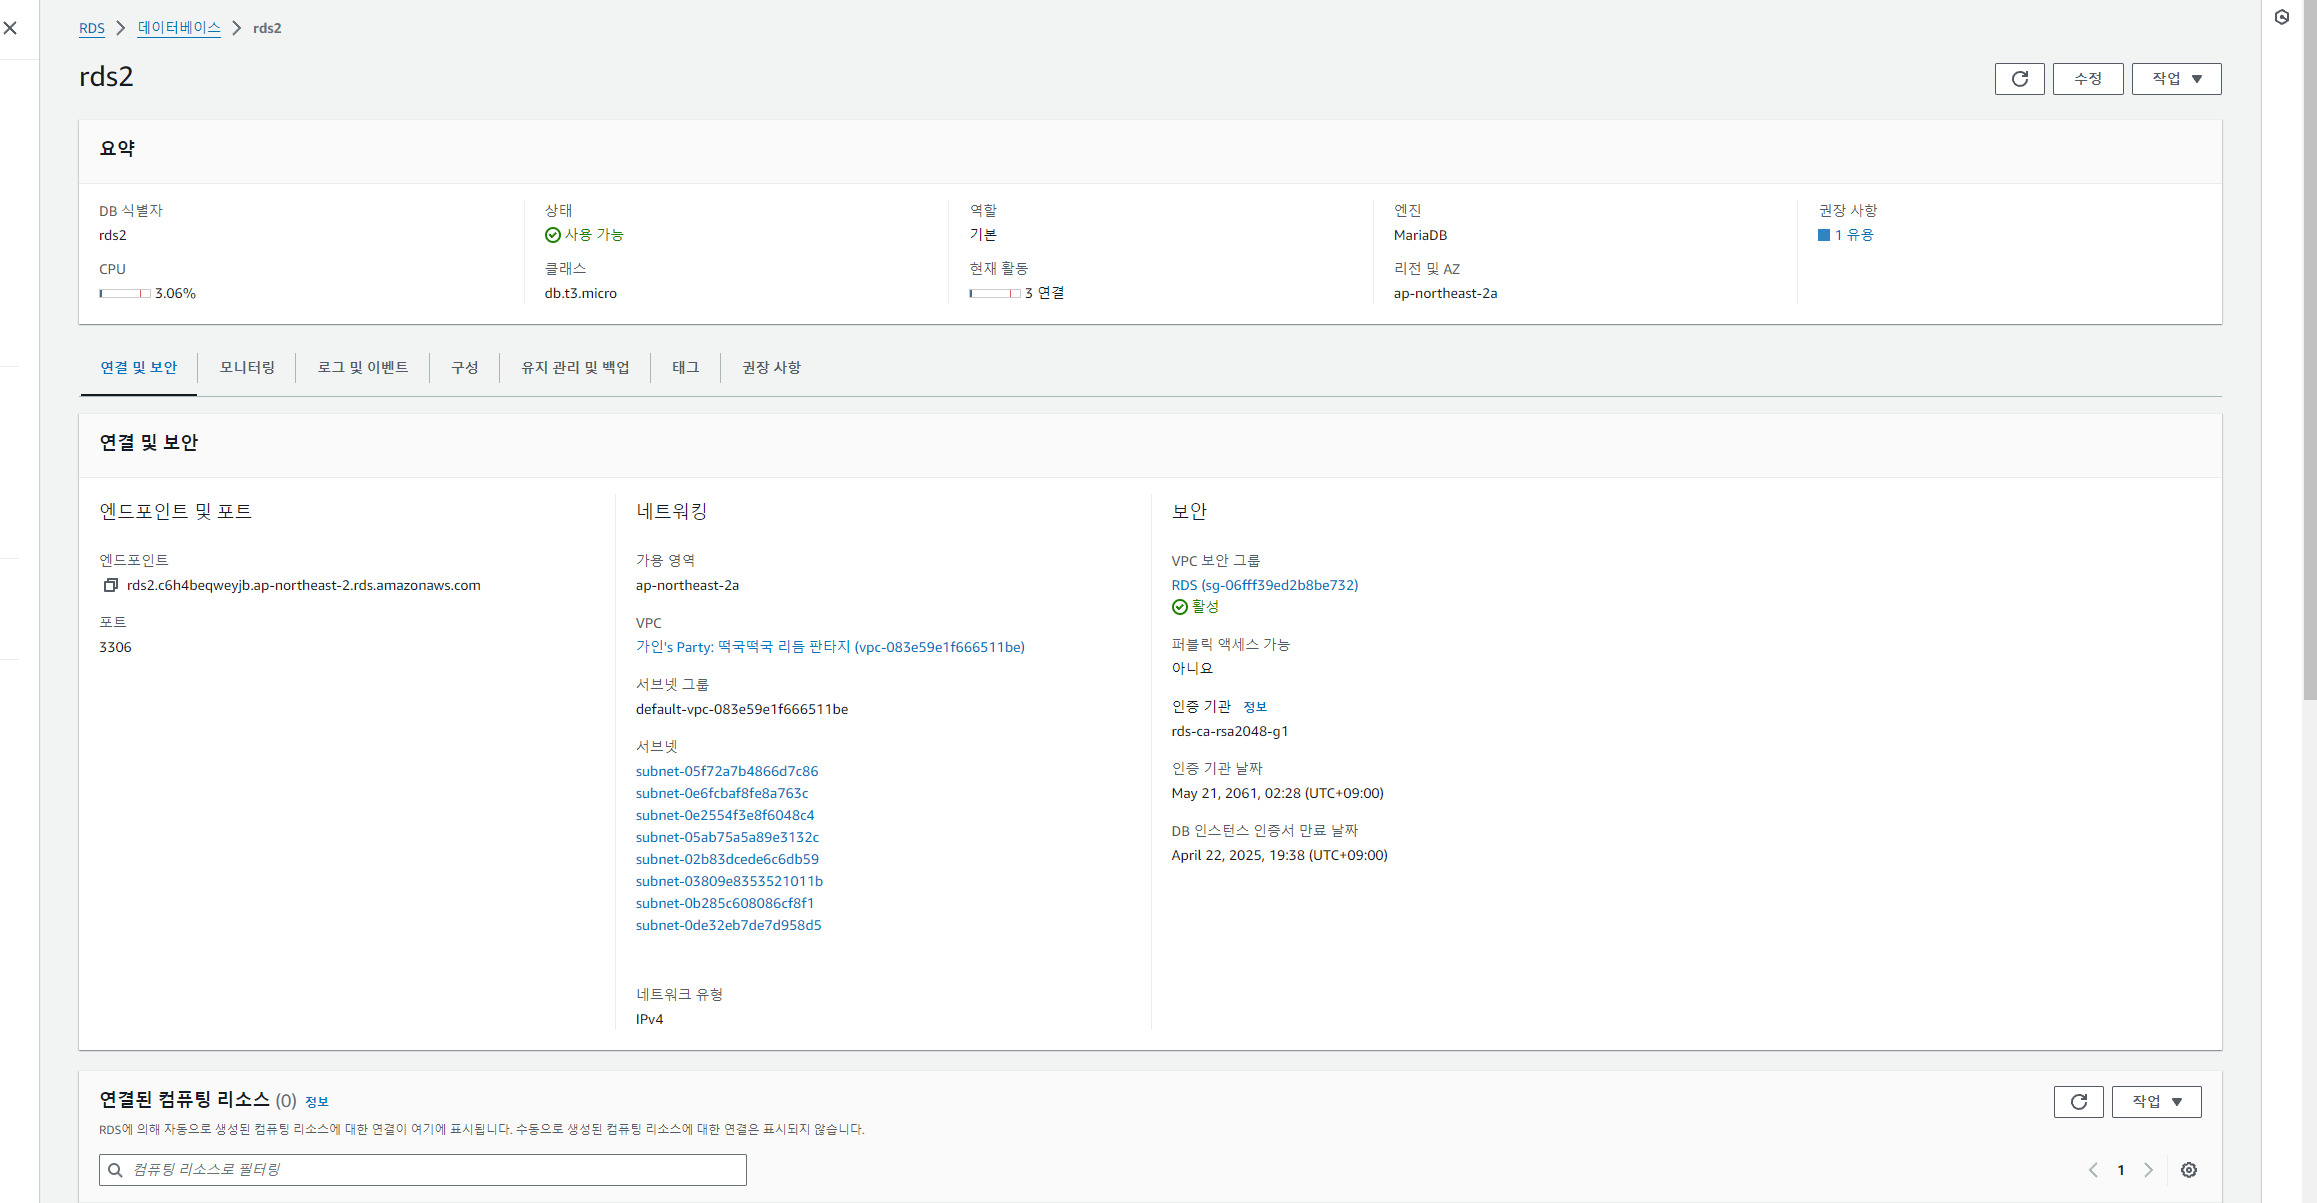 RDS > 데이터베이스 > rds2
rds2
수정
작업
요약
DB 식별자
rds2
CPU
3.06%
상태
사용 가능
클래스
db.t3.micro
역할
기본
현재 활동
3 연결
엔진
MariaDB
리전 및 AZ
ap-northeast-2a
권장 사항
1 유용
연결 및 보안
모니터링
로그 및 이벤트
구성
유지 관리 및 백업
태그
권장 사항
연결 및 보안
엔드포인트 및 포트
엔드포인트
rds2.c6h4beqweyjb.ap-northeast-2.rds.amazonaws.com
포트
3306
네트워킹
가용 영역
ap-northeast-2a
VPC
가인's Party: 떡국떡국 리듬 판타지 (vpc-083e59e1f666511be)
서브넷 그룹
default-vpc-083e59e1f666511be
서브넷
subnet-05f72a7b4866d7c86
subnet-0e6fcbaf8fe8a763c
subnet-0e2554f3e8f6048c4
subnet-05ab75a5a89e3132c
subnet-02b83dcede6c6db59
subnet-03809e8353521011b
subnet-0b285c608086cf8f1
subnet-0de32eb7de7d958d5
네트워크 유형
IPv4
보안
VPC 보안 그룹
RDS (sg-06fff39ed2b8be732)
활성
퍼블릭 액세스 가능
아니요
인증 기관 정보
rds-ca-rsa2048-g1
인증 기관 날짜
May 21, 2061, 02:28 (UTC+09:00)
DB 인스턴스 인증서 만료 날짜
April 22, 2025, 19:38 (UTC+09:00)
연결된 컴퓨팅 리소스 (0) 정보
작업
RDS에 의해 자동으로 생성된 컴퓨팅 리소스에 대한 연결이 여기에 표시됩니다. 수동으로 생성된 컴퓨팅 리소스에 대한 연결은 표시되지 않습니다.
컴퓨팅 리소스로 필터링
1